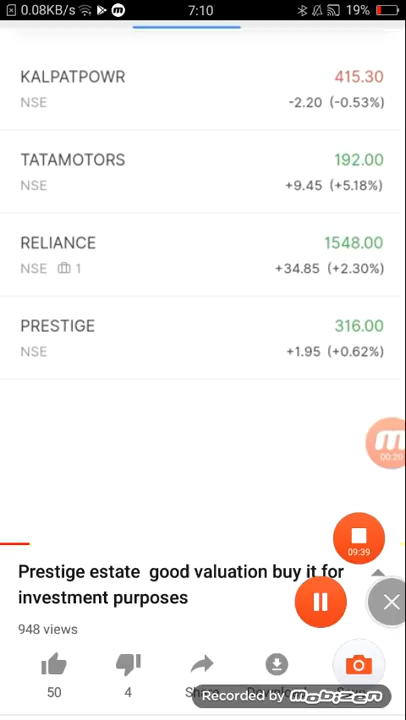 0.08KB/s 7:10 19%
KALPATPOWR 415.30
NSE -2.20 (-0.53%)
TATAMOTORS 192.00
NSE +9.45 (+5.18%)
RELIANCE 1548.00
NSE 1 +34.85 (+2.30%)
PRESTIGE 316.00
NSE +1.95 (+0.62%)
00:20
09:39
Prestige estate good valuation buy it for
investment purposes
948 views
50 4
Recorded by mobizen